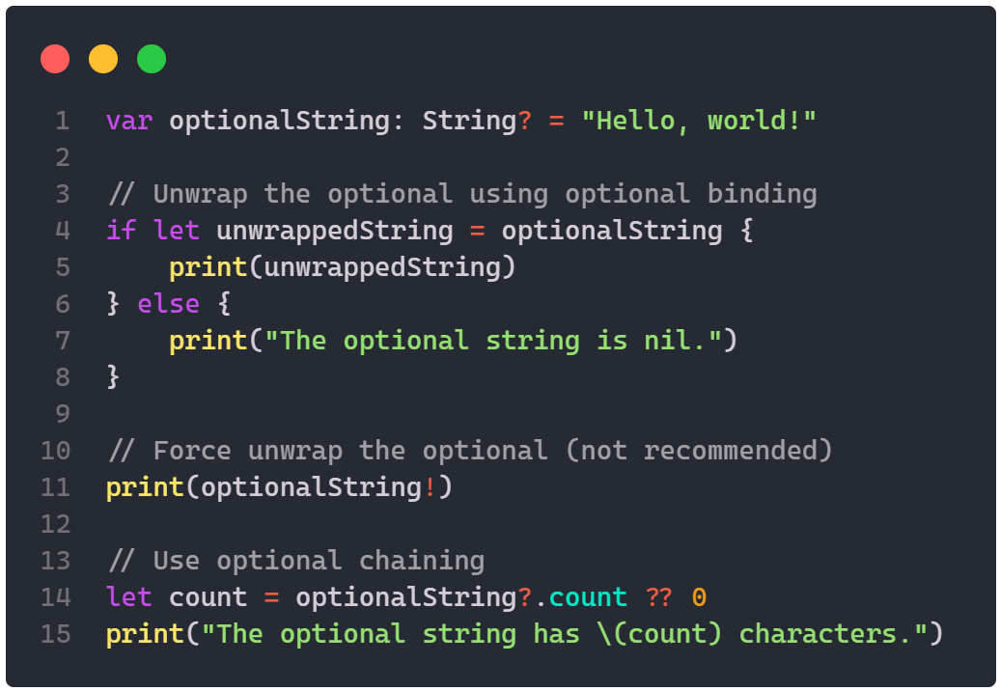 1 var optionalString: String? = "Hello, world!"
2
3 // Unwrap the optional using optional binding
4 if let unwrappedString = optionalString {
5     print(unwrappedString)
6 } else {
7     print("The optional string is nil.")
8 }
9
10 // Force unwrap the optional (not recommended)
11 print(optionalString!)
12
13 // Use optional chaining
14 let count = optionalString?.count ?? 0
15 print("The optional string has \(count) characters.")